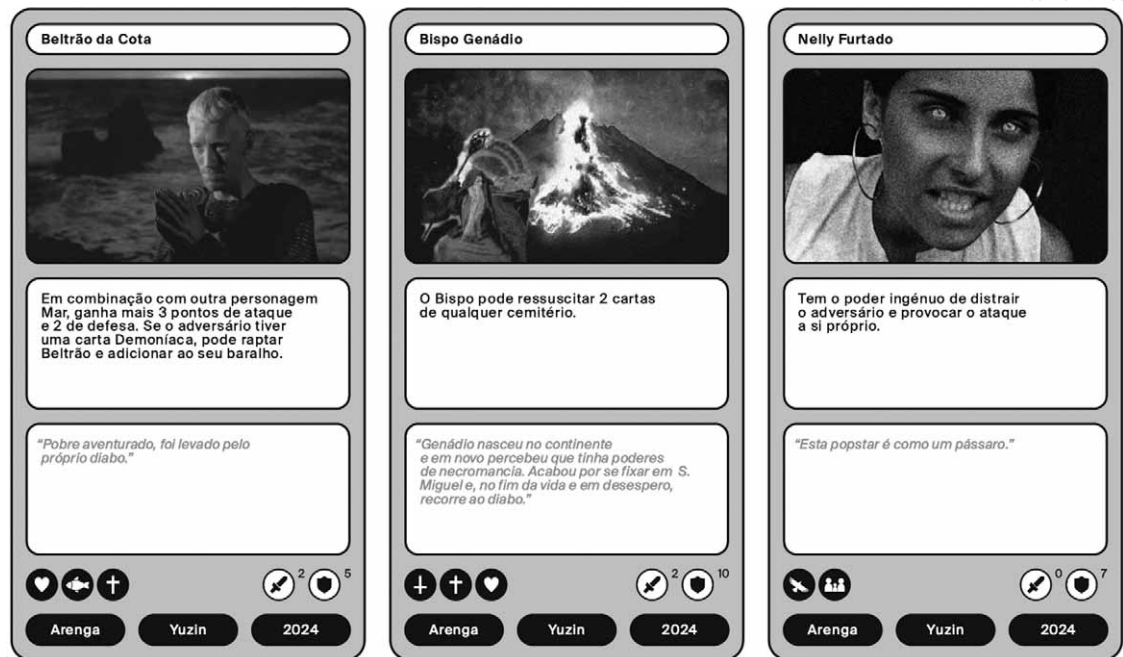 Beltrão da Cota
Em combinação com outra personagem
Mar, ganha mais 3 pontos de ataque
e 2 de defesa. Se o adversário tiver
uma carta Demoníaca, pode raptar
Beltrão e adicionar ao seu baralho.
“Pobre aventurado, foi levado pelo
próprio diabo.”
2
5
Arenga
Yuzin
2024
Bispo Genádio
O Bispo pode ressuscitar 2 cartas
de qualquer cemitério.
“Genádio nasceu no continente
e em novo percebeu que tinha poderes
de necromancia. Acabou por se fixar em S.
Miguel e, no fim da vida e em desespero,
recorre ao diabo.”
2
10
Arenga
Yuzin
2024
Nelly Furtado
Tem o poder ingénuo de distrair
o adversário e provocar o ataque
a si próprio.
“Esta popstar é como um pássaro.”
0
7
Arenga
Yuzin
2024